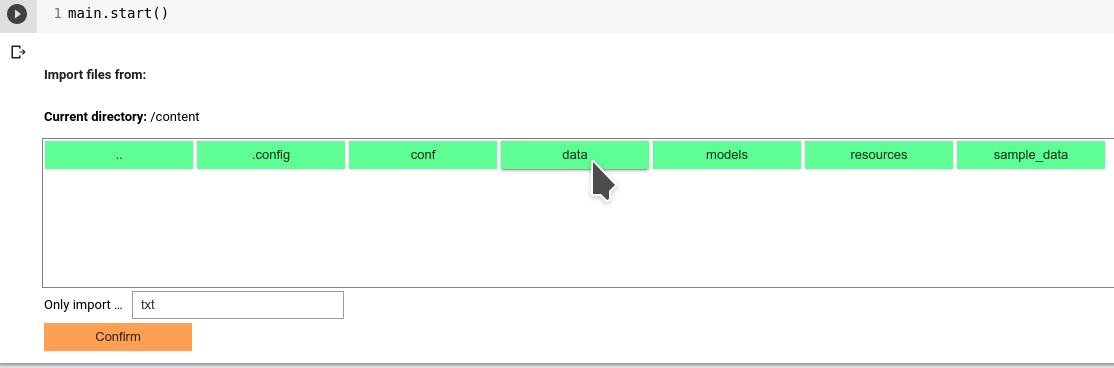 1 main.start()
Import files from:
Current directory: /content
.. .config conf data models resources sample_data
Only import … txt
Confirm